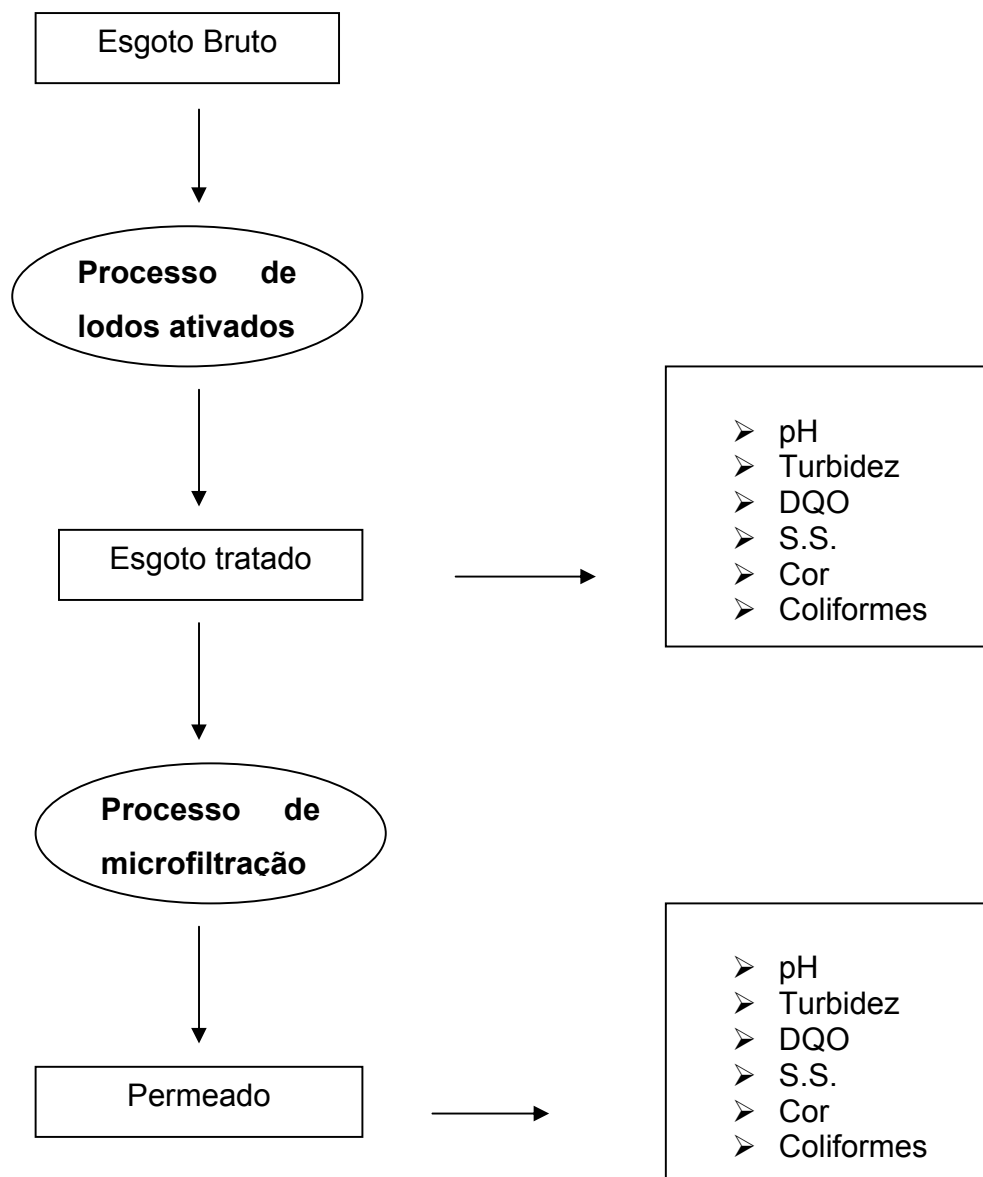 Esgoto Bruto
Processo de
lodos ativados
Esgoto tratado
➢ pH
➢ Turbidez
➢ DQO
➢ S.S.
➢ Cor
➢ Coliformes
Processo de
microfiltração
Permeado
➢ pH
➢ Turbidez
➢ DQO
➢ S.S.
➢ Cor
➢ Coliformes